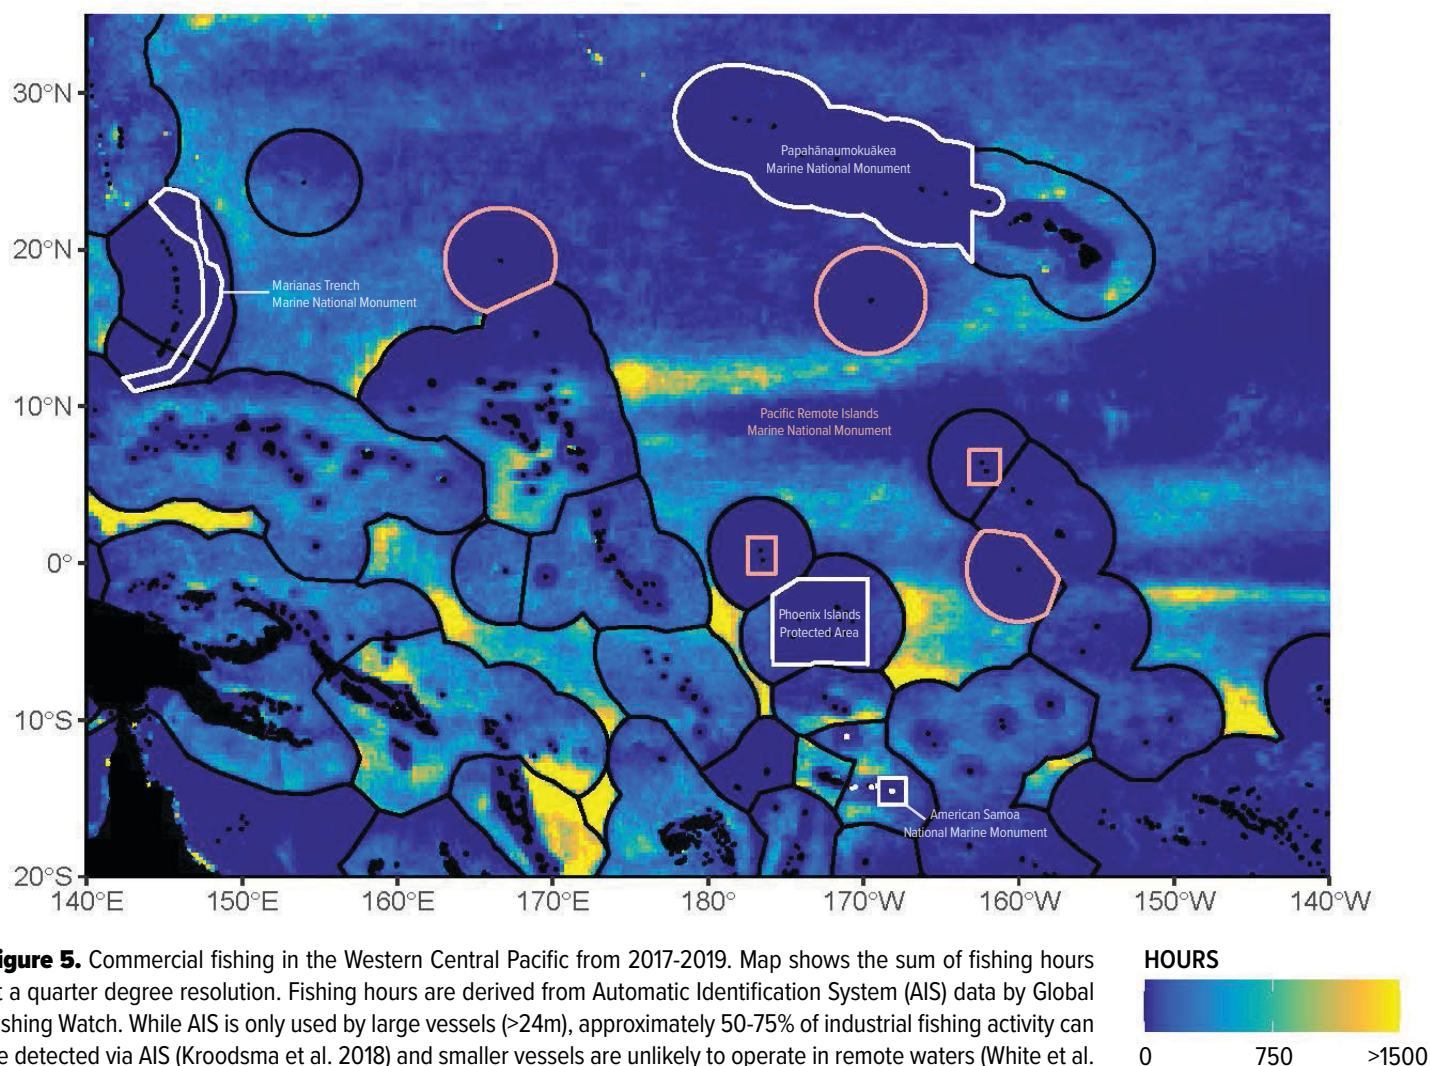 30°N
20°N
10°N
0°
10°S
20°S
140°E
150°E
160°E
170°E
180°
170°W
160°W
150°W
140°W
Papahānaumokuākea
Marine National Monument
Marianas Trench
Marine National Monument
Pacific Remote Islands
Marine National Monument
Phoenix Islands
Protected Area
American Samoa
National Marine Monument
igure 5. Commercial fishing in the Western Central Pacific from 2017-2019. Map shows the sum of fishing hours
t a quarter degree resolution. Fishing hours are derived from Automatic Identification System (AIS) data by Global
shing Watch. While AIS is only used by large vessels (>24m), approximately 50-75% of industrial fishing activity can
e detected via AIS (Kroodsma et al. 2018) and smaller vessels are unlikely to operate in remote waters (White et al.
HOURS
0
750
>1500